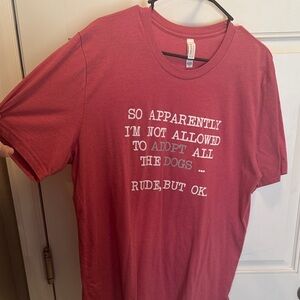 SO APPARENTLY
I'M NOT ALLOWED
TO ADOPT ALL
THE DOGS ...
RUDE, BUT OK.